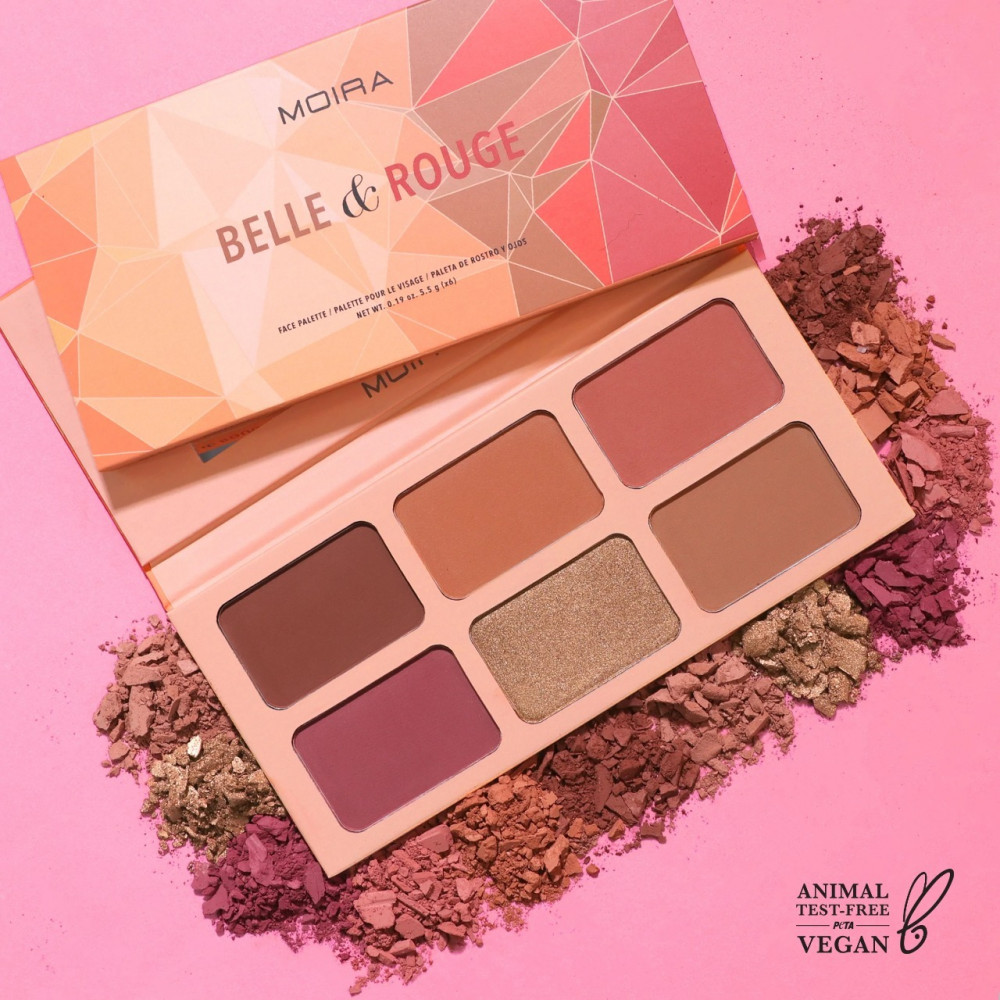 MOIRA
BELLE & ROUGE
FACE PALETTE / PALETTE POUR LE VISAGE / PALETA DE ROSTRO Y OJOS
NET WT. 0.19 oz. 5.5 g (x6)
ANIMAL
TEST-FREE
PETA
VEGAN